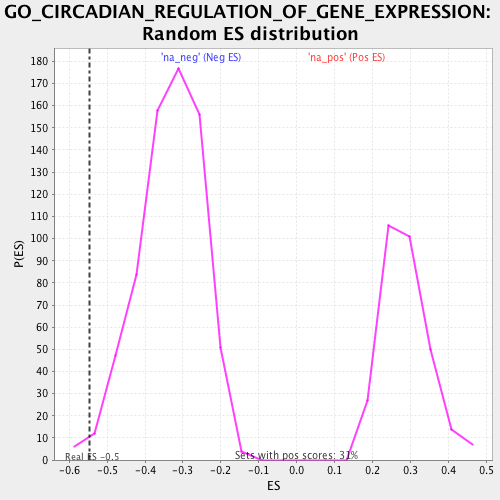 GO_CIRCADIAN_REGULATION_OF_GENE_EXPRESSION:
Random ES distribution
'na_neg' (Neg ES) 'na_pos' (Pos ES)
180
170
160
150
140
130
120
110
100
90
80
70
60
50
40
30
20
10
0
P(ES)
Real ES -0.5
Sets with pos scores: 31%
-0.6 -0.5 -0.4 -0.3 -0.2 -0.1 0.0 0.1 0.2 0.3 0.4 0.5
ES